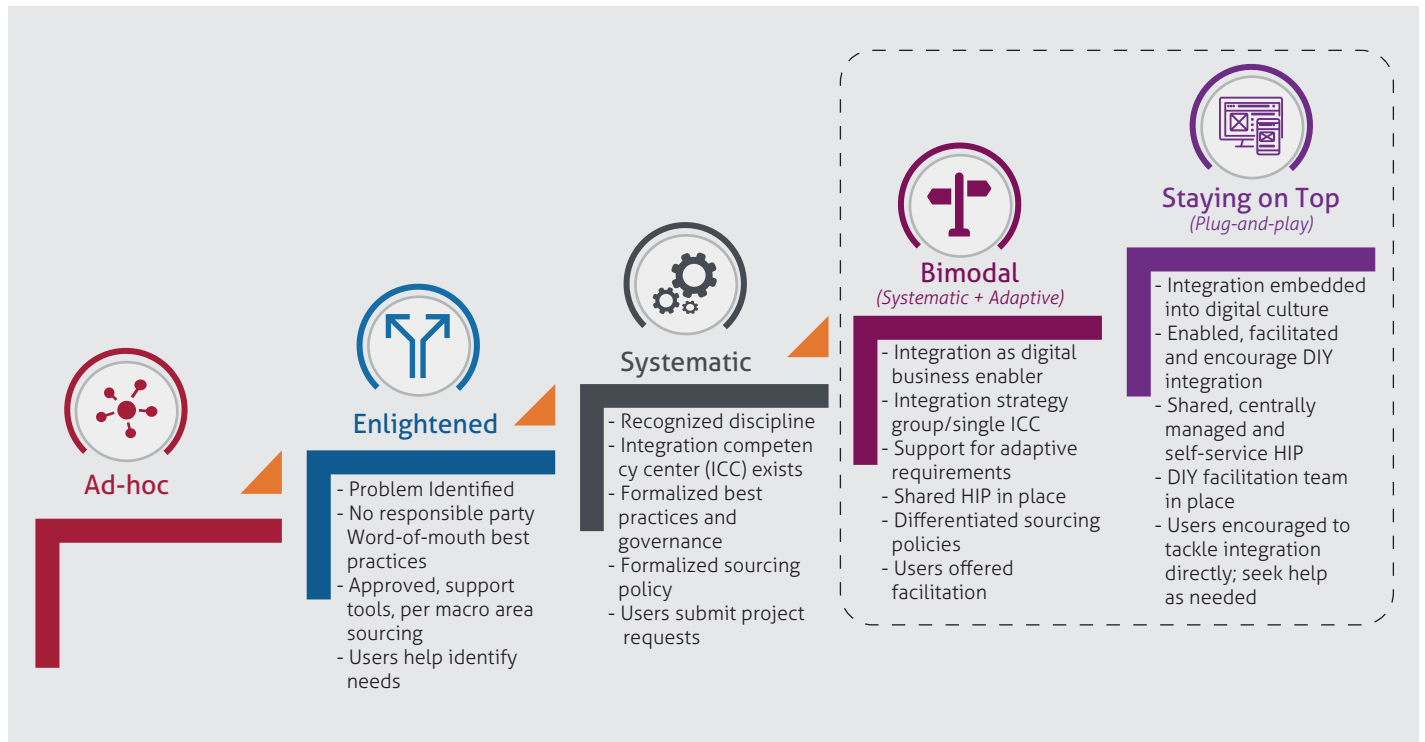 Ad-hoc
Enlightened
- Problem Identified
- No responsible party
Word-of-mouth best
practices
- Approved, support
tools, per macro area
sourcing
- Users help identify
needs
Systematic
- Recognized discipline
- Integration competen
cy center (ICC) exists
- Formalized best
practices and
governance
- Formalized sourcing
policy
- Users submit project
requests
Bimodal
(Systematic + Adaptive)
- Integration as digital
business enabler
- Integration strategy
group/single ICC
- Support for adaptive
requirements
- Shared HIP in place
- Differentiated sourcing
policies
- Users offered
facilitation
Staying on Top
(Plug-and-play)
- Integration embedded
into digital culture
- Enabled, facilitated
and encourage DIY
integration
- Shared, centrally
managed and
self-service HIP
- DIY facilitation team
in place
- Users encouraged to
tackle integration
directly; seek help
as needed